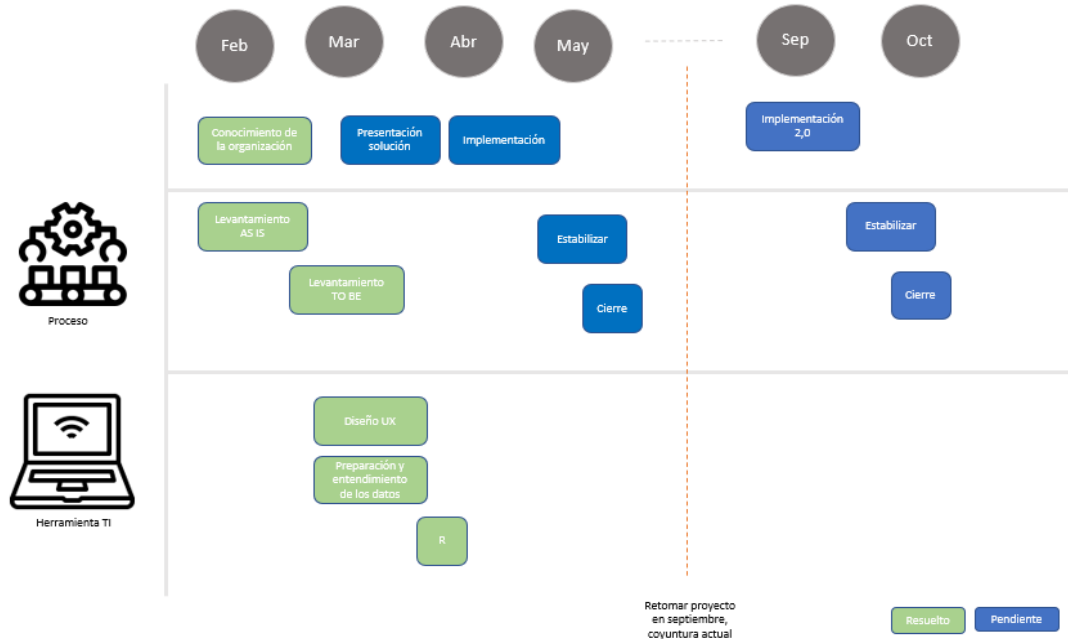 Feb
Mar
Abr
May
Sep
Oct
Conocimiento de
la organización
Presentación
solución
Implementación
Implementación
2,0
Proceso
Levantamiento
AS IS
Levantamiento
TO BE
Estabilizar
Cierre
Estabilizar
Cierre
Herramienta TI
Diseño UX
Preparación y
entendimiento
de los datos
R
Retomar proyecto
en septiembre,
coyuntura actual
Resuelto
Pendiente